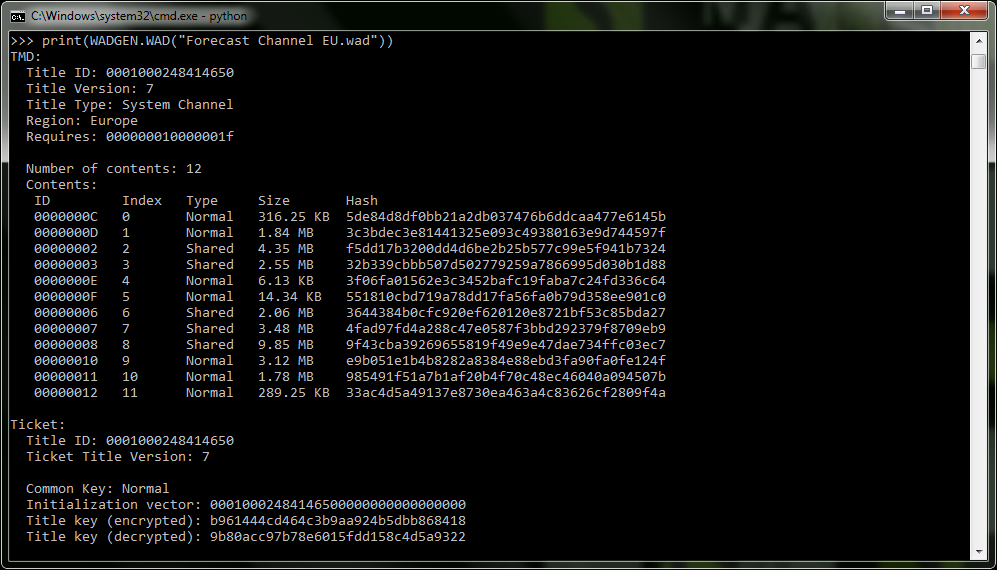 C:\Windows\system32\cmd.exe - python
>>> print(WADGEN.WAD("Forecast Channel EU.wad"))
TMD:
  Title ID: 0001000248414650
  Title Version: 7
  Title Type: System Channel
  Region: Europe
  Requires: 000000010000001f

  Number of contents: 12
  Contents:
   ID         Index   Type     Size       Hash
   0000000C   0       Normal   316.25 KB  5de84d8df0bb21a2db037476b6ddcaa477e6145b
   0000000D   1       Normal   1.84 MB    3c3bdec3e81441325e093c49380163e9d744597f
   00000002   2       Shared   4.35 MB    f5dd17b3200dd4d6be2b25b577c99e5f941b7324
   00000003   3       Shared   2.55 MB    32b339cbbb507d502779259a7866995d030b1d88
   0000000E   4       Normal   6.13 KB    3f06fa01562e3c3452bafc19faba7c24fd336c64
   0000000F   5       Normal   14.34 KB   551810cbd719a78dd17fa56fa0b79d358ee901c0
   00000006   6       Shared   2.06 MB    3644384b0cfc920ef620120e8721bf53c85bda27
   00000007   7       Shared   3.48 MB    4fad97fd4a288c47e0587f3bbd292379f8709eb9
   00000008   8       Shared   9.85 MB    9f43cba39269655819f49e9e47dae734ffc03ec7
   00000010   9       Normal   3.12 MB    e9b051e1b4b8282a8384e88ebd3fa90fa0fe124f
   00000011   10      Normal   1.78 MB    985491f51a7b1af20b4f70c48ec46040a094507b
   00000012   11      Normal   289.25 KB  33ac4d5a49137e8730ea463a4c83626cf2809f4a

Ticket:
  Title ID: 0001000248414650
  Ticket Title Version: 7

  Common Key: Normal
  Initialization vector: 00010002484146500000000000000000
  Title key (encrypted): b961444cd464c3b9aa924b5dbb868418
  Title key (decrypted): 9b80acc97b78e6015fdd158c4d5a9322